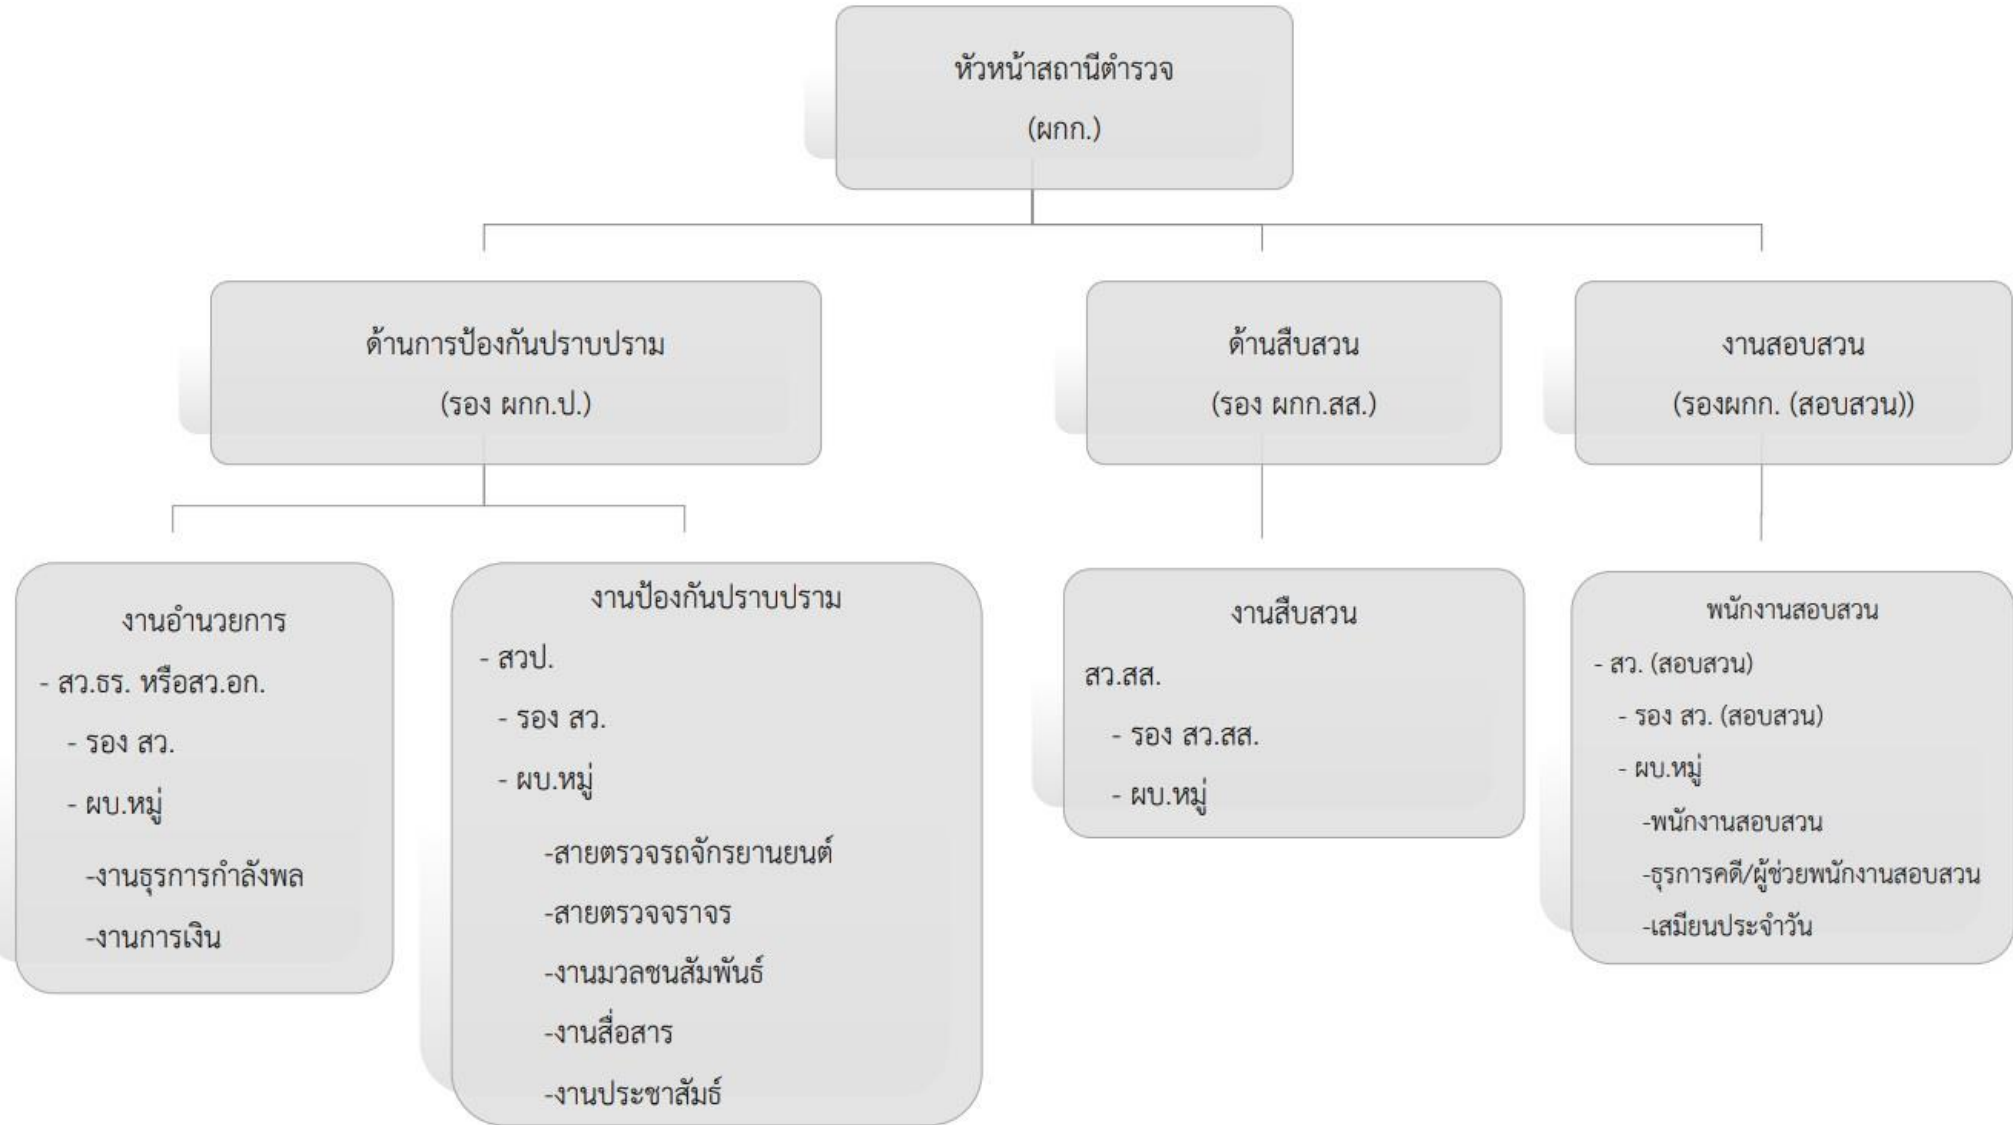 หัวหน้าสถานีตำรวจ
(ผกก.)
ด้านการป้องกันปราบปราม
(รอง ผกก.ป.)
ด้านสืบสวน
(รอง ผกก.สส.)
งานสอบสวน
(รองผกก. (สอบสวน))
งานอำนวยการ
- สว.ธร. หรือสว.อก.
- รอง สว.
- ผบ.หมู่
-งานธุรการกำลังพล
-งานการเงิน
งานป้องกันปราบปราม
- สวป.
- รอง สว.
- ผบ.หมู่
-สายตรวจรถจักรยานยนต์
-สายตรวจจราจร
-งานมวลชนสัมพันธ์
-งานสื่อสาร
-งานประชาสัมธ์
งานสืบสวน
สว.สส.
- รอง สว.สส.
- ผบ.หมู่
พนักงานสอบสวน
- สว. (สอบสวน)
- รอง สว. (สอบสวน)
- ผบ.หมู่
-พนักงานสอบสวน
-ธุรการคดี/ผู้ช่วยพนักงานสอบสวน
-เสมียนประจำวัน